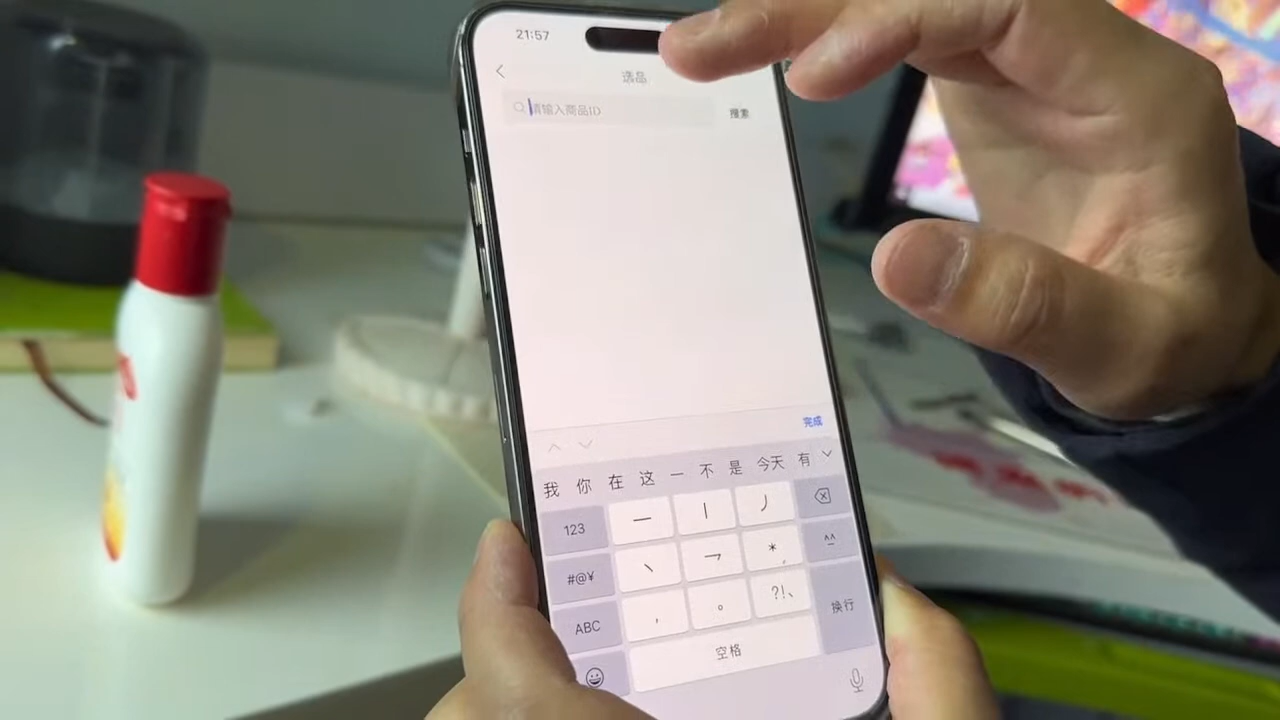 21:57
选品
请输入商品ID
搜索
完成
我 你 在 这 一 不 是 今天 有
123
#@¥
ABC
, 。 ?!、
^^
换行
空格